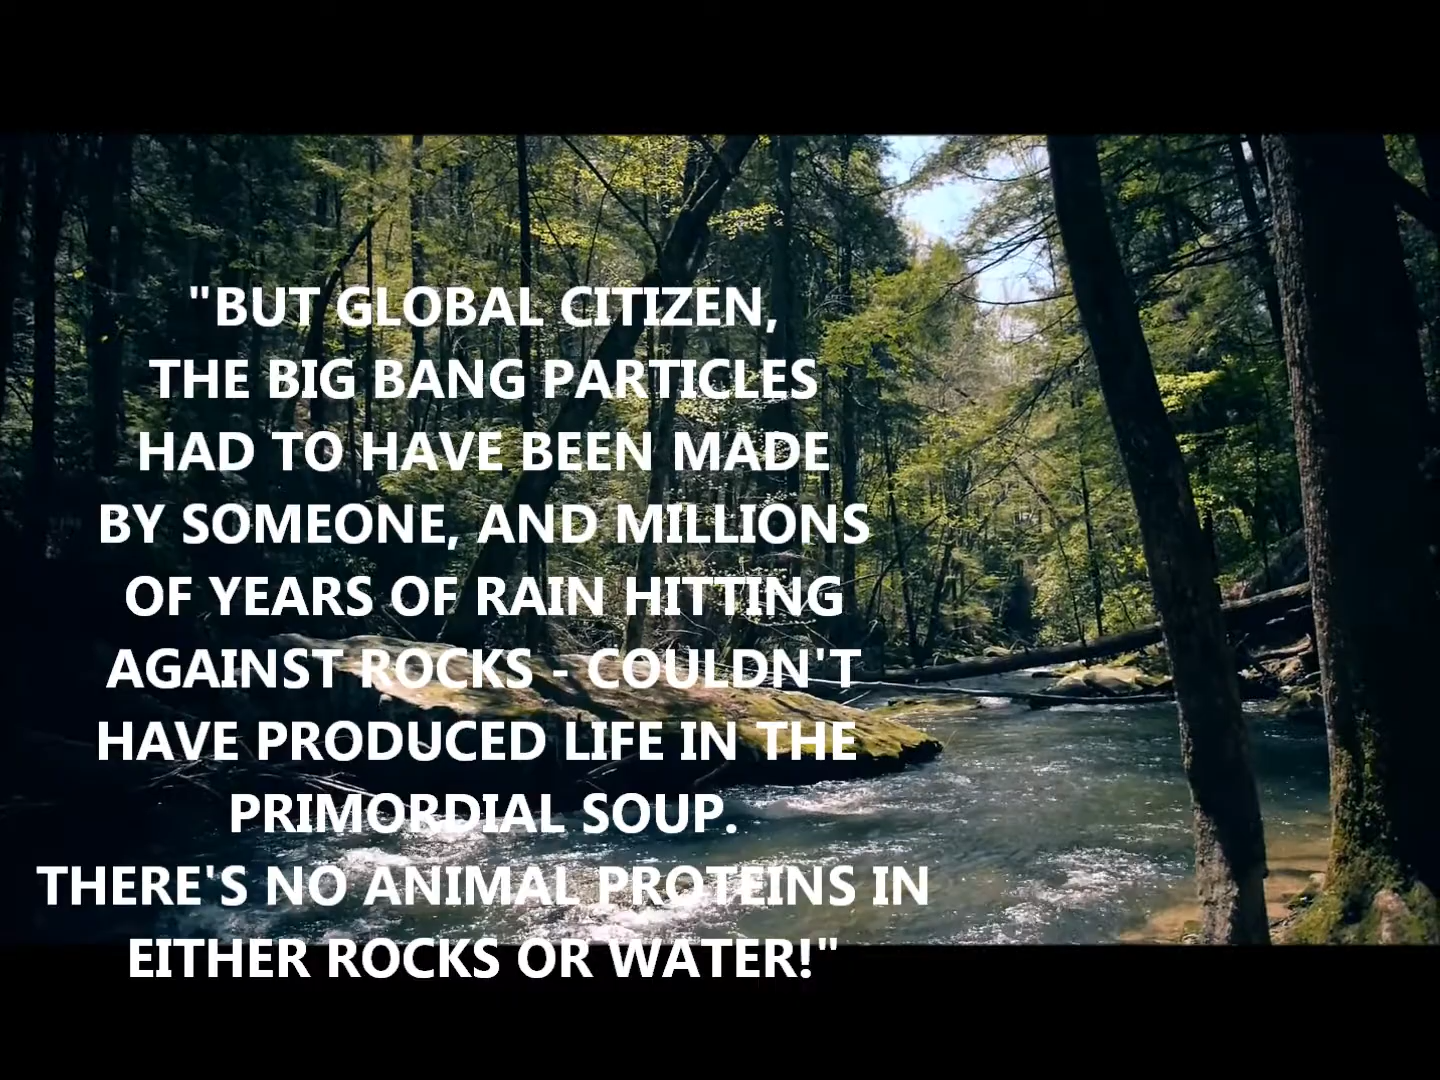 "BUT GLOBAL CITIZEN,
THE BIG BANG PARTICLES
HAD TO HAVE BEEN MADE
BY SOMEONE, AND MILLIONS
OF YEARS OF RAIN HITTING
AGAINST ROCKS - COULDN'T
HAVE PRODUCED LIFE IN THE
PRIMORDIAL SOUP.
THERE'S NO ANIMAL PROTEINS IN
EITHER ROCKS OR WATER!"